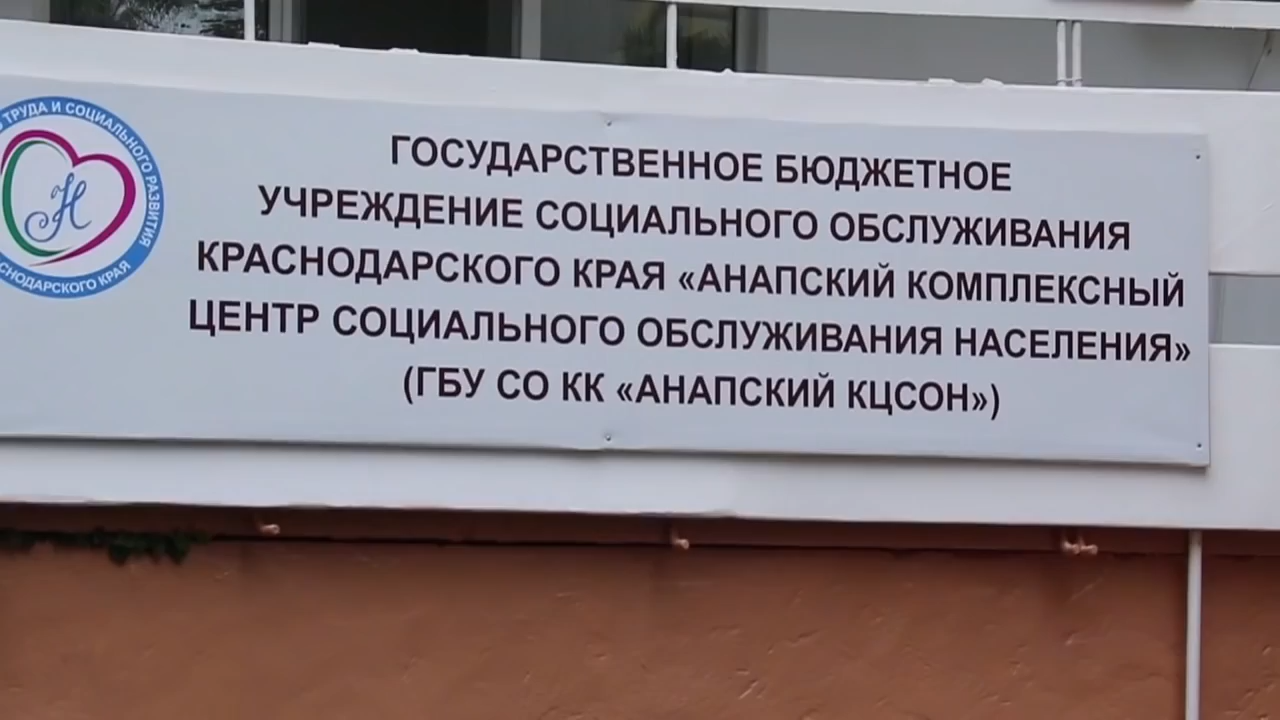 ТРУДА И СОЦИАЛЬНОГО РАЗВИТИЯ
КРАЯ
Н
ГОСУДАРСТВЕННОЕ БЮДЖЕТНОЕ
УЧРЕЖДЕНИЕ СОЦИАЛЬНОГО ОБСЛУЖИВАНИЯ
КРАСНОДАРСКОГО КРАЯ «АНАПСКИЙ КОМПЛЕКСНЫЙ
ЦЕНТР СОЦИАЛЬНОГО ОБСЛУЖИВАНИЯ НАСЕЛЕНИЯ»
(ГБУ СО КК «АНАПСКИЙ КЦСОН»)